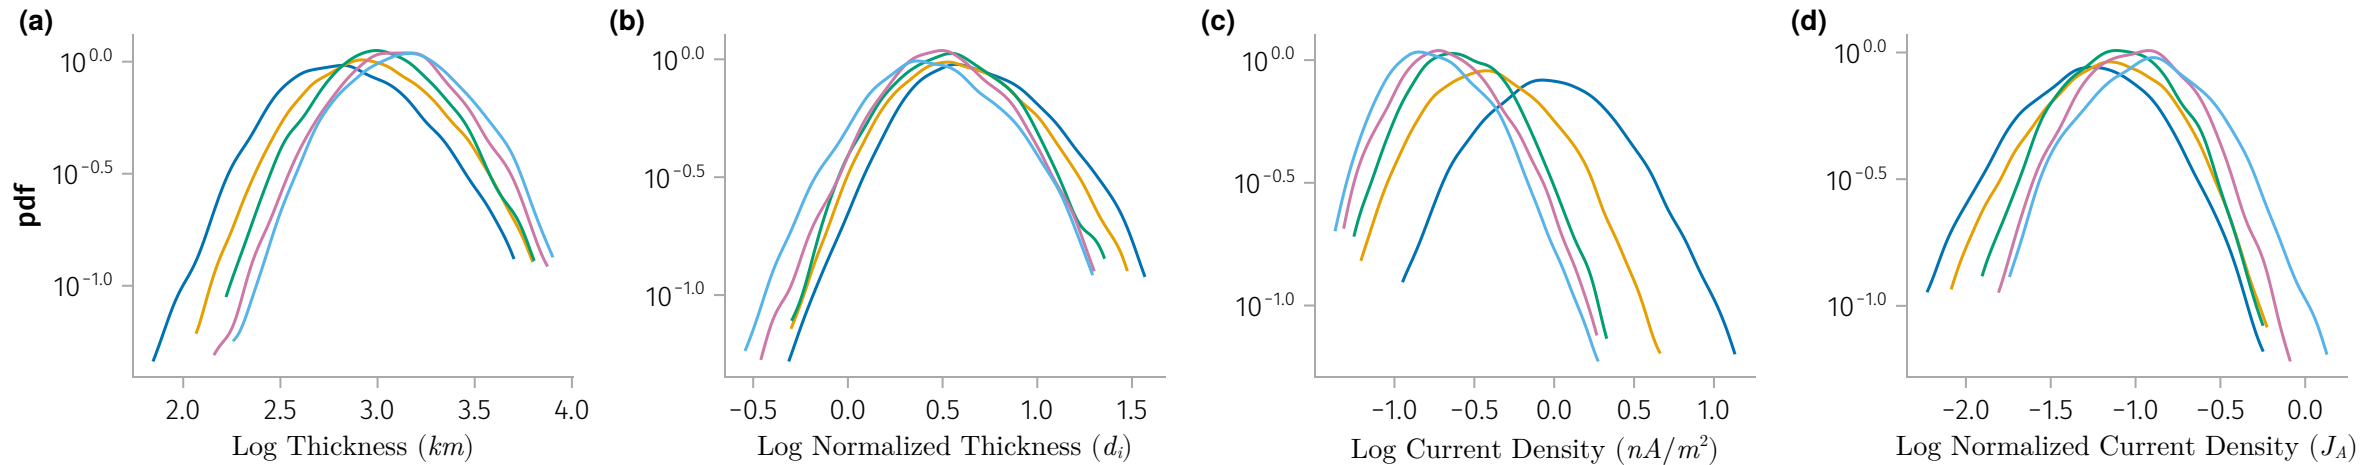 (a)
pdf
10^0.0
10^−0.5
10^−1.0
2.0 2.5 3.0 3.5 4.0
Log Thickness (km)
(b)
10^0.0
10^−0.5
10^−1.0
−0.5 0.0 0.5 1.0 1.5
Log Normalized Thickness (d_i)
(c)
10^0.0
10^−0.5
10^−1.0
−1.0 −0.5 0.0 0.5 1.0
Log Current Density (nA/m^2)
(d)
10^0.0
10^−0.5
10^−1.0
−2.0 −1.5 −1.0 −0.5 0.0
Log Normalized Current Density (J_A)